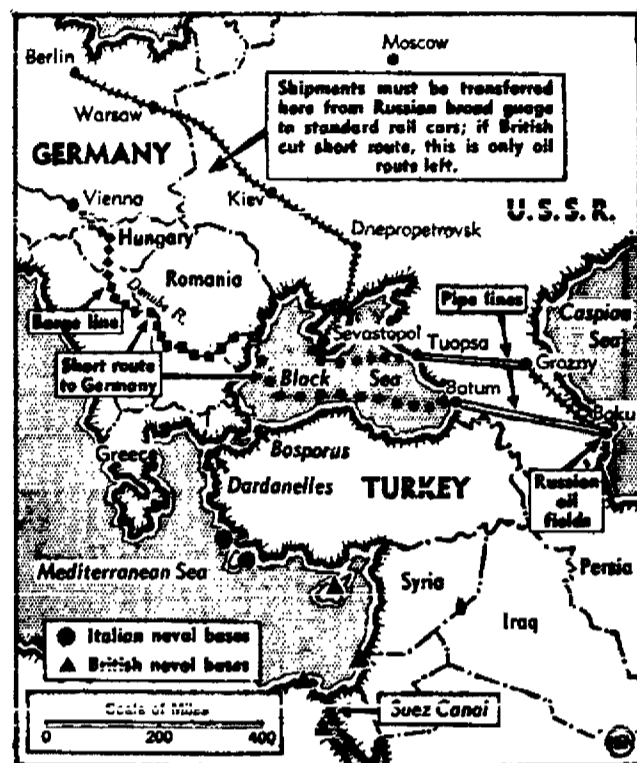 Moscow
Berlin
Shipments must be transferred
here from Russian broad guage
to standard rail cars; if British
cut short route, this is only oil
route left.
Warsaw
GERMANY
Vienna
Kiev
U.S.S.R.
Hungary
Dnepropetrovsk
Romania
Danube R.
Pipe lines
Caspian
Sea
Barge line
Sevastopol
Tuopsa
Short route
to Germany
Grozny
Black Sea
Batum
Baku
Greece
Bosporus
Dardanelles
TURKEY
Russian
oil
fields
Mediterranean Sea
Syria
Persia
Iraq
Italian naval bases
British naval bases
Scale of Miles
0 200 400
Suez Canal